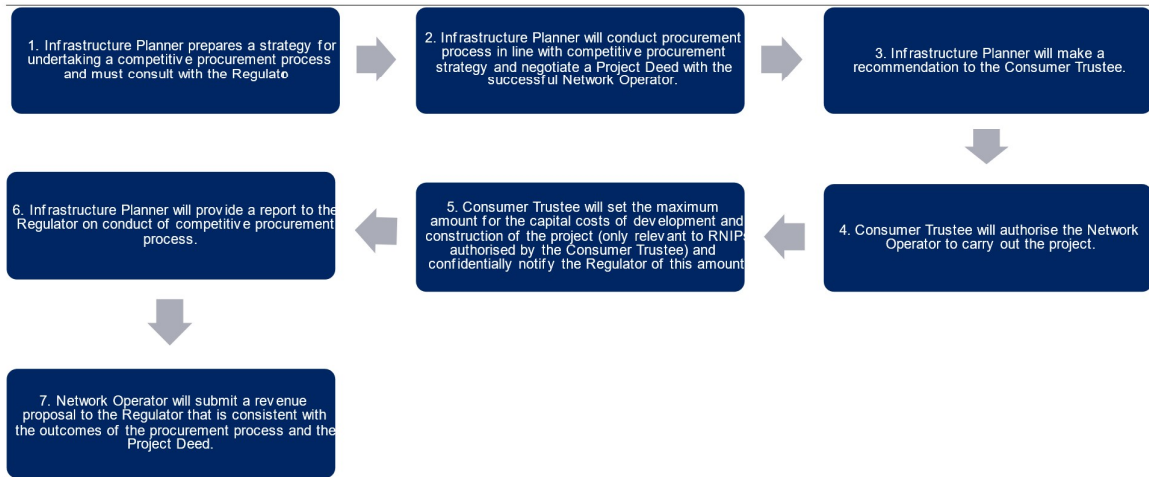 1. Infrastructure Planner prepares a strategy for
undertaking a competitive procurement process
and must consult with the Regulato
2. Infrastructure Planner will conduct procurement
process in line with competitive procurement
strategy and negotiate a Project Deed with the
successful Network Operator.
3. Infrastructure Planner will make a
recommendation to the Consumer Trustee.
4. Consumer Trustee will authorise the Network
Operator to carry out the project.
5. Consumer Trustee will set the maximum
amount for the capital costs of development and
construction of the project (only relevant to RNIPs
authorised by the Consumer Trustee) and
confidentially notify the Regulator of this amount
6. Infrastructure Planner will provide a report to the
Regulator on conduct of competitive procurement
process.
7. Network Operator will submit a revenue
proposal to the Regulator that is consistent with
the outcomes of the procurement process and the
Project Deed.